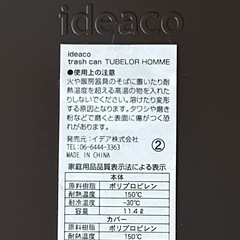 ideaco
ideaco
trash can TUBELOR HOMME
●使用上の注意
火や暖房器具のそばに置いたり耐
熱温度を超える高温の物を入れた
りしないでください。溶けたり変形
する原因となります。タワシや磨き
粉などで磨くと表面に傷がつく恐
れがあります。
発売元:イデア株式会社
TEL:06-6444-3363
MADE IN CHINA
②
家庭用品品質表示法による表示
本体
原料樹脂 ポリプロピレン
耐熱温度 150℃
耐冷温度 -30℃
容量 11.4ℓ
カバー
原料樹脂 ポリプロピレン
耐熱温度 150℃